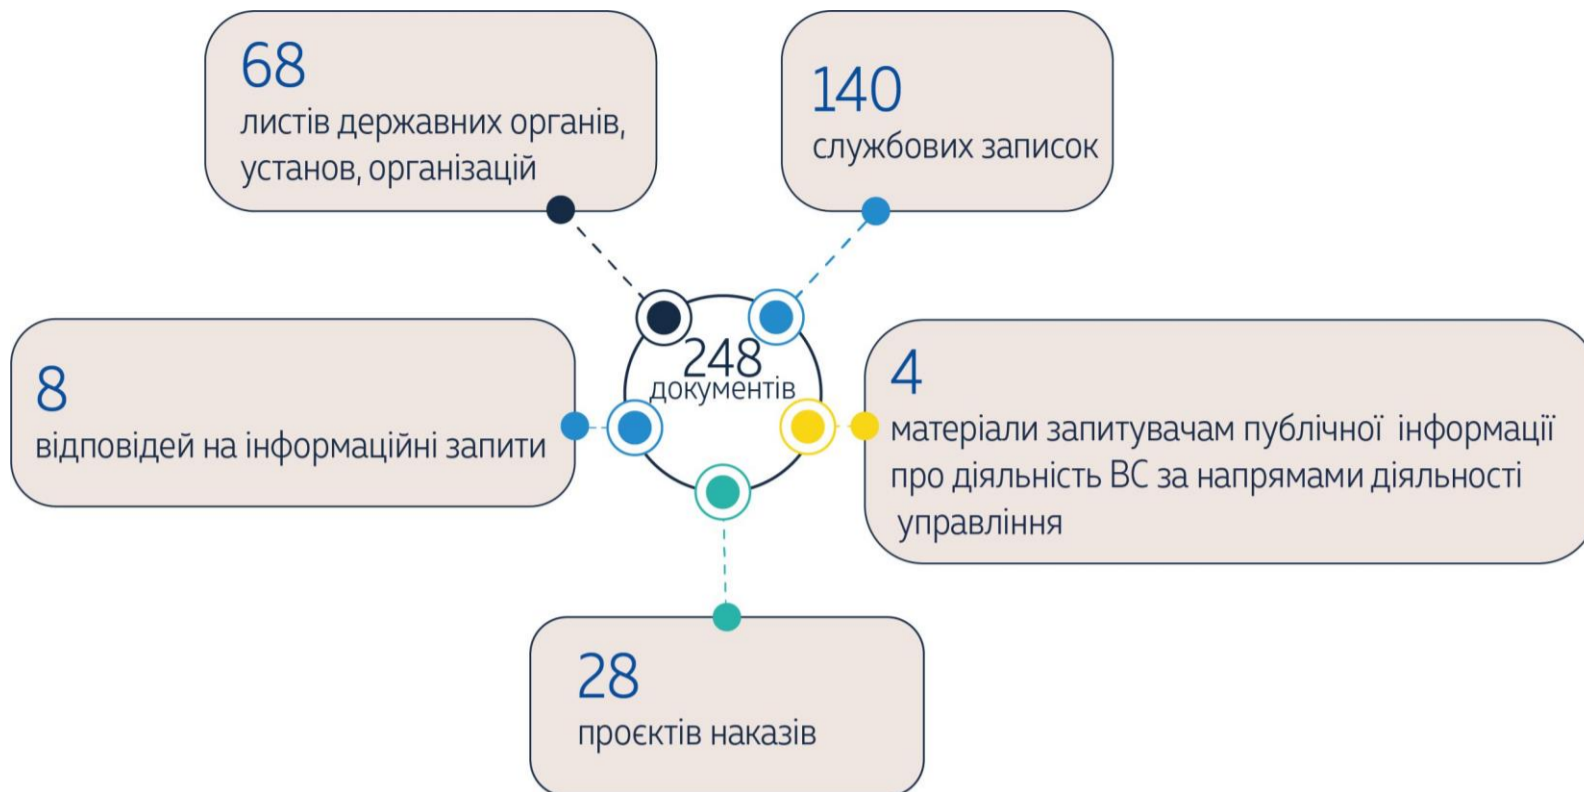 68
листів державних органів,
установ, організацій
140
службових записок
248
документів
8
відповідей на інформаційні запити
4
матеріали запитувачам публічної інформації
про діяльність ВС за напрямами діяльності
управління
28
проєктів наказів